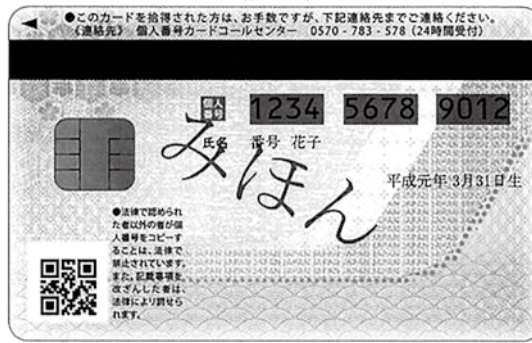 ●このカードを拾得された方は、お手数ですが、下記連絡先までご連絡ください。
《連絡先》 個人番号カードコールセンター 0570-783-578 (24時間受付)
個人番号 1234 5678 9012
氏名 番号 花子
平成元年3月31日生
みほん
●法律で認められ
た者以外の者が個
人番号をコピーす
ることは、法律で
禁止されています。
また、記載事項を
改ざんした者は、
法律により罰せら
れます。